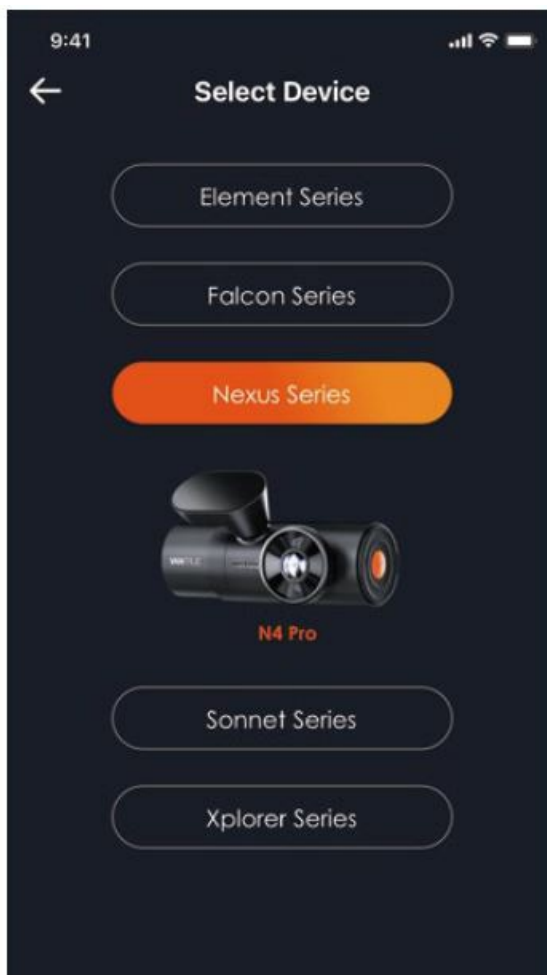 9:41
Select Device
Element Series
Falcon Series
Nexus Series
N4 Pro
Sonnet Series
Xplorer Series